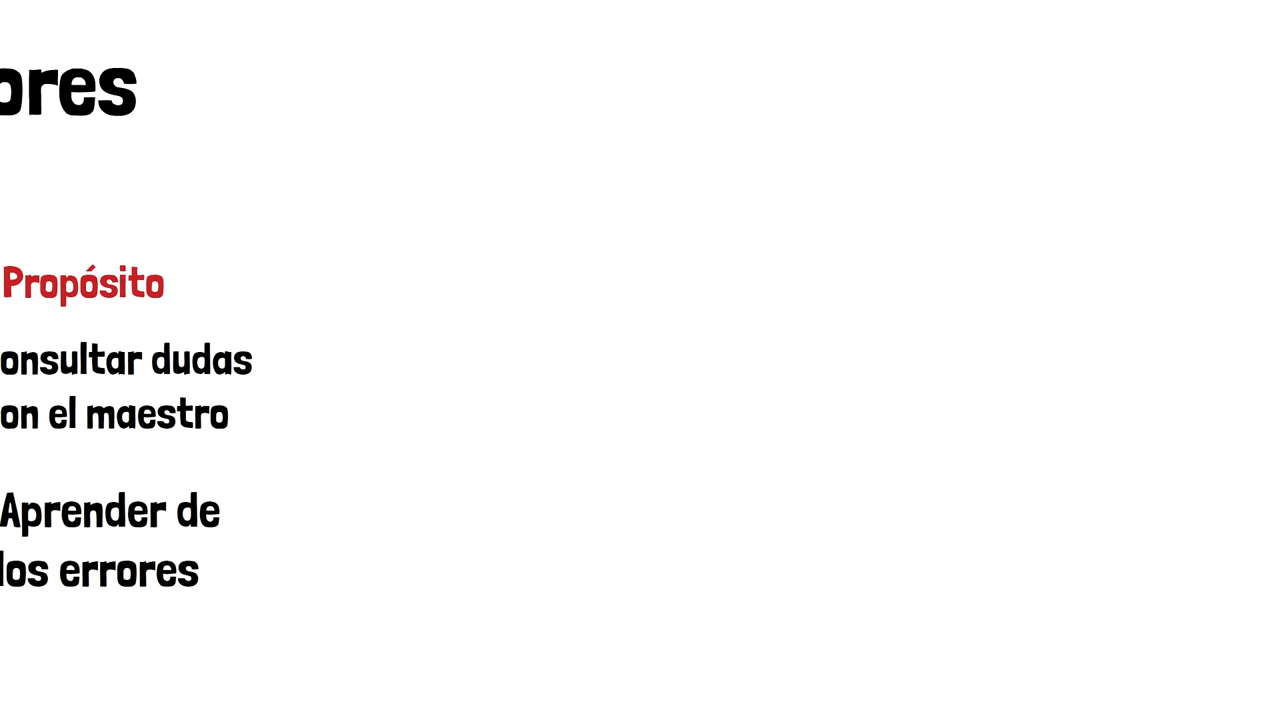 ores
Propósito
onsultar dudas
on el maestro
Aprender de
los errores